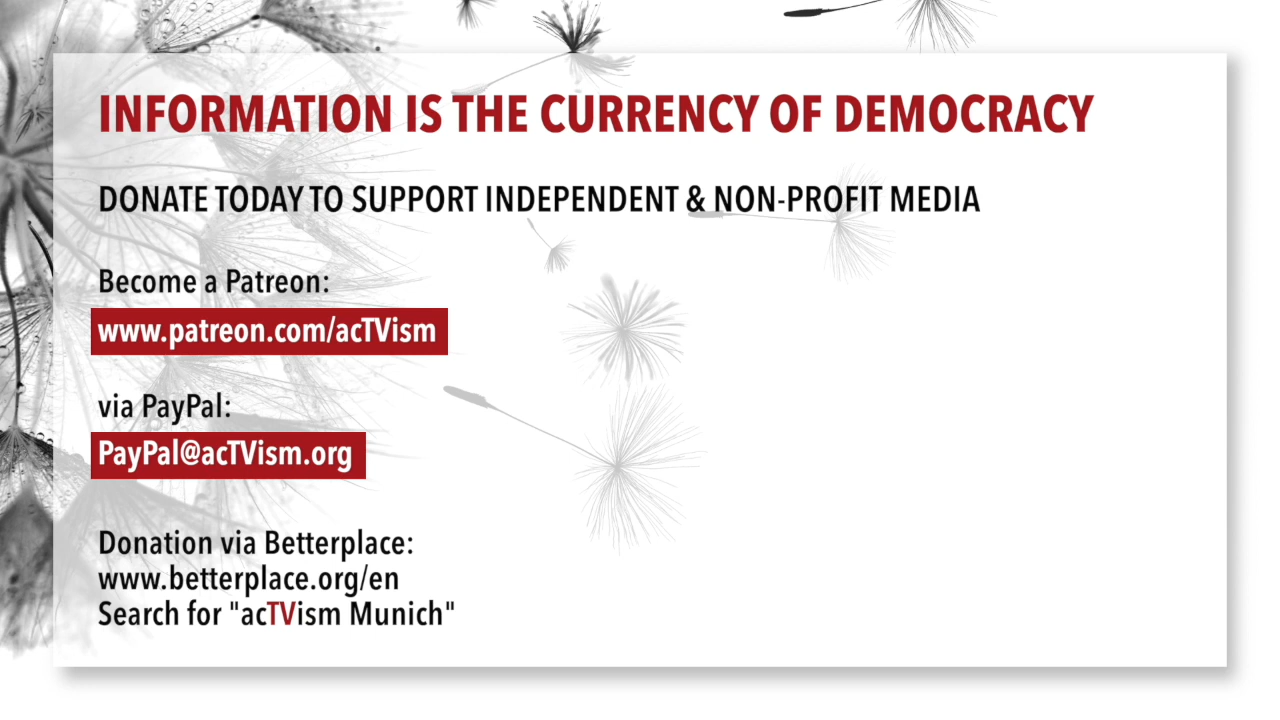 INFORMATION IS THE CURRENCY OF DEMOCRACY
DONATE TODAY TO SUPPORT INDEPENDENT & NON-PROFIT MEDIA
Become a Patreon:
www.patreon.com/acTVism
via PayPal:
PayPal@acTVism.org
Donation via Betterplace:
www.betterplace.org/en
Search for "acTVism Munich"